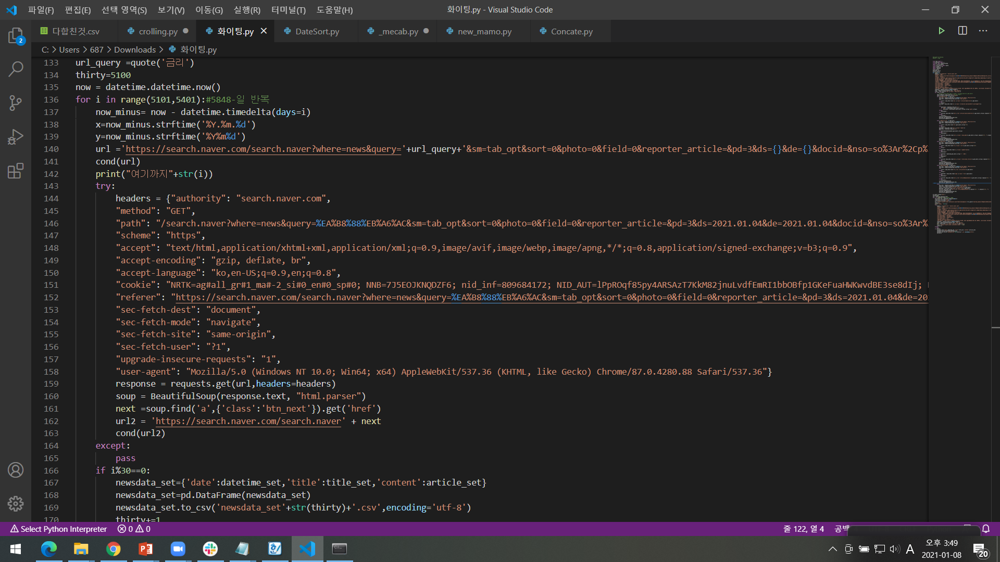 파일(F) 편집(E) 선택 영역(S) 보기(V) 이동(G) 실행(R) 터미널(T) 도움말(H) 화이팅.py - Visual Studio Code
다합친것.csv crolling.py 화이팅.py DateSort.py _mecab.py new_mamo.py Concate.py
C: > Users > 687 > Downloads > 화이팅.py
2
133 url_query =quote('금리')
134 thirty=5100
135 now = datetime.datetime.now()
136 for i in range(5101,5401):#5848-일 반복
137 now_minus= now - datetime.timedelta(days=i)
138 x=now_minus.strftime('%Y.%m.%d')
139 y=now_minus.strftime('%Y%m%d')
140 url ='https://search.naver.com/search.naver?where=news&query='+url_query+'&sm=tab_opt&sort=0&photo=0&field=0&reporter_article=&pd=3&ds={}&de={}&docid=&nso=so%3Ar%2Cp%
141 cond(url)
142 print("여기까지"+str(i))
143 try:
144 headers = {"authority": "search.naver.com",
145 "method": "GET",
146 "path": "/search.naver?where=news&query=%EA%B8%88%EB%A6%AC&sm=tab_opt&sort=0&photo=0&field=0&reporter_article=&pd=3&ds=2021.01.04&de=2021.01.04&docid=&nso=so%3Ar%
147 "scheme": "https",
148 "accept": "text/html,application/xhtml+xml,application/xml;q=0.9,image/avif,image/webp,image/apng,*/*;q=0.8,application/signed-exchange;v=b3;q=0.9",
149 "accept-encoding": "gzip, deflate, br",
150 "accept-language": "ko,en-US;q=0.9,en;q=0.8",
151 "cookie": "NRTK=ag#all_gr#1_ma#-2_si#0_en#0_sp#0; NNB=7J5EOJKNQDZF6; nid_inf=809684172; NID_AUT=lPpROqf85py4ARSAzT7KkM82jnuLvdfEmRI1bbOBfp1GKeFuaHWKwvdBE3se8dIj;
152 "referer": "https://search.naver.com/search.naver?where=news&query=%EA%B8%88%EB%A6%AC&sm=tab_opt&sort=0&photo=0&field=0&reporter_article=&pd=3&ds=2021.01.04&de=20
153 "sec-fetch-dest": "document",
154 "sec-fetch-mode": "navigate",
155 "sec-fetch-site": "same-origin",
156 "sec-fetch-user": "?1",
157 "upgrade-insecure-requests": "1",
158 "user-agent": "Mozilla/5.0 (Windows NT 10.0; Win64; x64) AppleWebKit/537.36 (KHTML, like Gecko) Chrome/87.0.4280.88 Safari/537.36"}
159 response = requests.get(url,headers=headers)
160 soup = BeautifulSoup(response.text, "html.parser")
161 next =soup.find('a',{'class':'btn_next'}).get('href')
162 url2 = 'https://search.naver.com/search.naver' + next
163 cond(url2)
164 except:
165 pass
166 if i%30==0:
167 newsdata_set={'date':datetime_set,'title':title_set,'content':article_set}
168 newsdata_set=pd.DataFrame(newsdata_set)
169 newsdata_set.to_csv('newsdata_set'+str(thirty)+'.csv',encoding='utf-8')
170 thirty+=1
Select Python Interpreter 0 0 줄 122, 열 4 공백
A 오후 3:49
2021-01-08 20